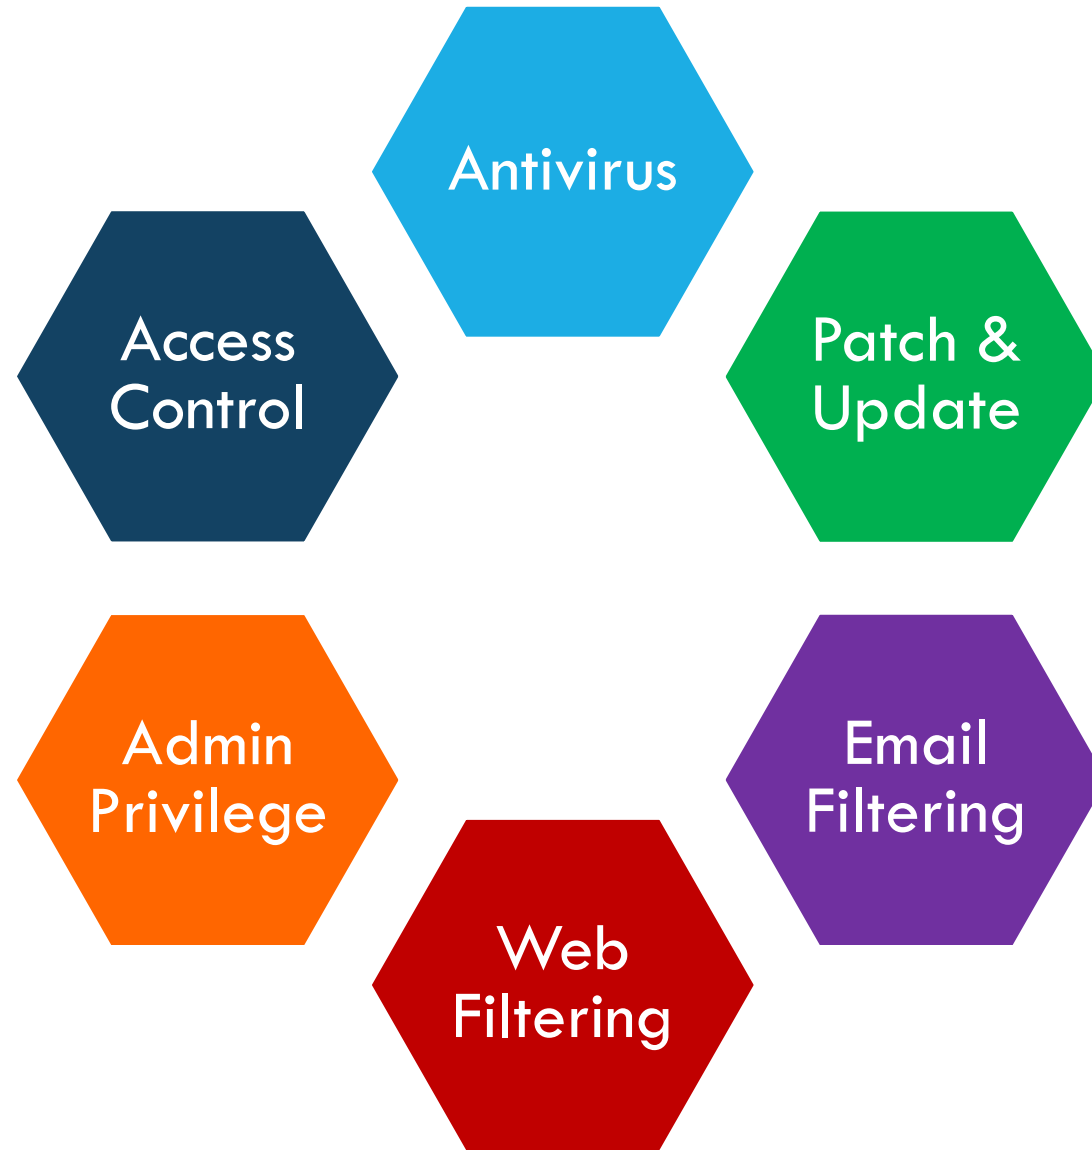 Antivirus
Access
Control
Patch &
Update
Admin
Privilege
Email
Filtering
Web
Filtering